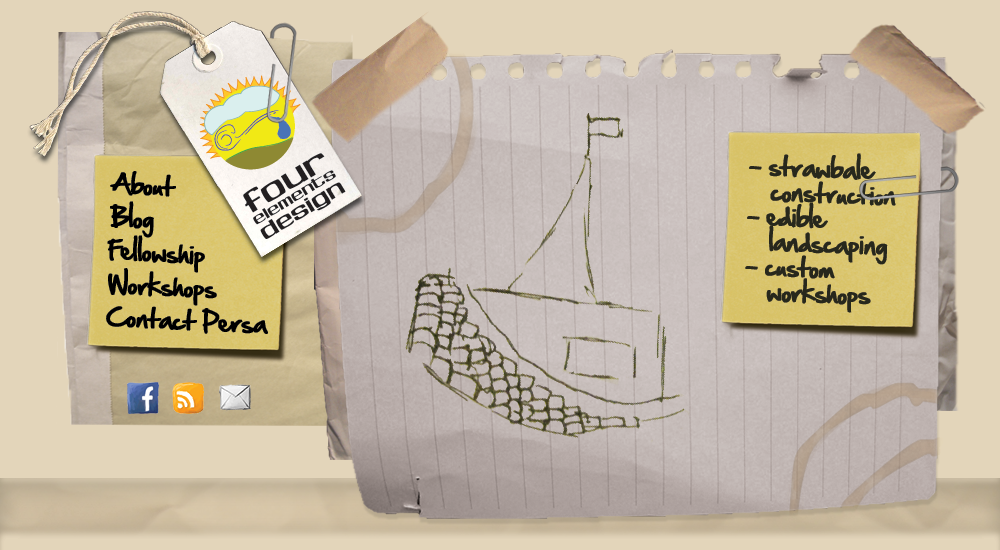 four
elements
design
About
Blog
Fellowship
Workshops
Contact Persa
f
- strawbale
construction
- edible
landscaping
- custom
workshops